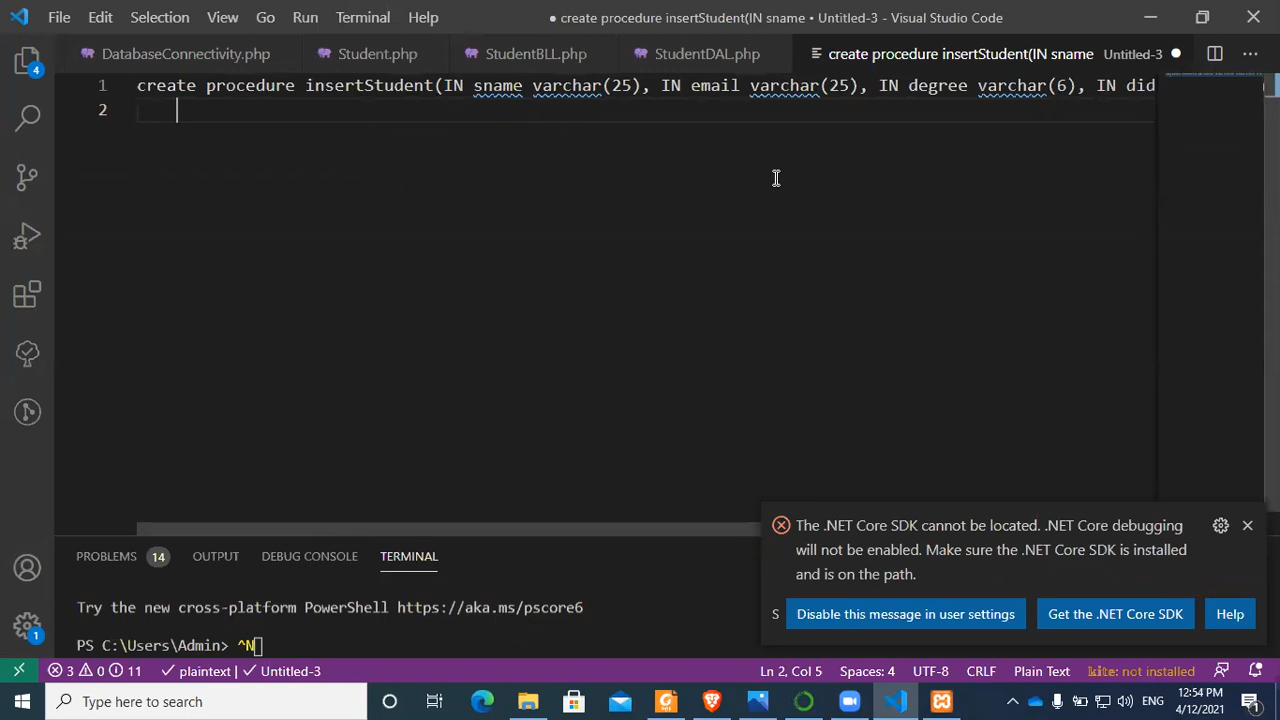 File Edit Selection View Go Run Terminal Help ● create procedure insertStudent(IN sname • Untitled-3 - Visual Studio Code
DatabaseConnectivity.php Student.php StudentBLL.php StudentDAL.php create procedure insertStudent(IN sname Untitled-3 ●
4
1 create procedure insertStudent(IN sname varchar(25), IN email varchar(25), IN degree varchar(6), IN did
2
The .NET Core SDK cannot be located. .NET Core debugging
will not be enabled. Make sure the .NET Core SDK is installed
and is on the path.
S Disable this message in user settings Get the .NET Core SDK Help
PROBLEMS 14 OUTPUT DEBUG CONSOLE TERMINAL
Try the new cross-platform PowerShell https://aka.ms/pscore6
PS C:\Users\Admin> ^N
1
3 0 11 plaintext Untitled-3 Ln 2, Col 5 Spaces: 4 UTF-8 CRLF Plain Text kite: not installed
Type here to search ENG 12:54 PM
4/12/2021 1